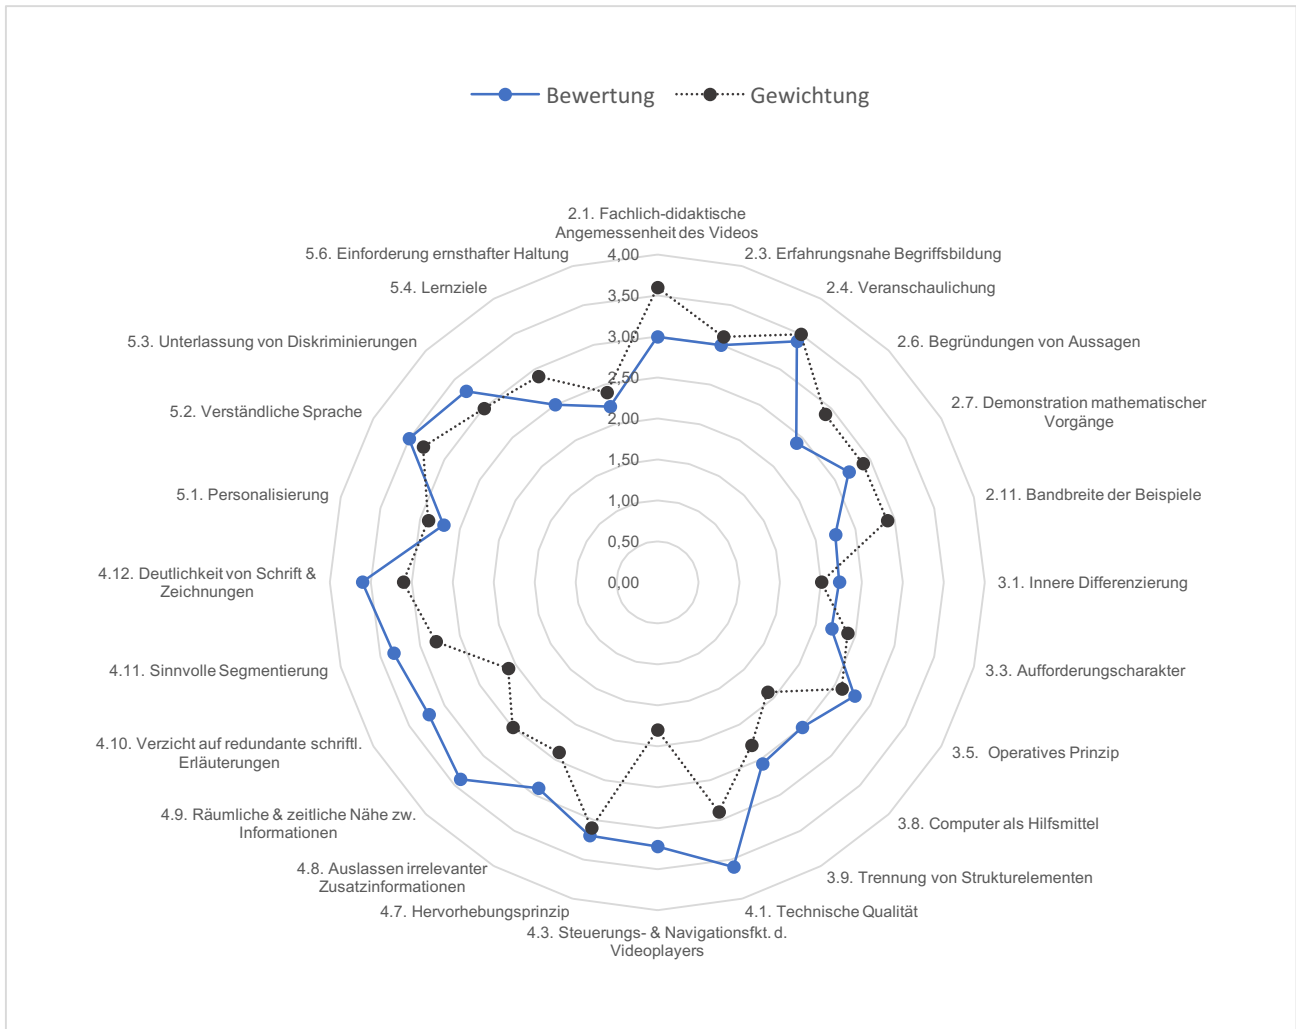 Bewertung
Gewichtung
2.1. Fachlich-didaktische
Angemessenheit des Videos
2.3. Erfahrungsnahe Begriffsbildung
2.4. Veranschaulichung
2.6. Begründungen von Aussagen
2.7. Demonstration mathematischer
Vorgänge
2.11. Bandbreite der Beispiele
3.1. Innere Differenzierung
3.3. Aufforderungscharakter
3.5. Operatives Prinzip
3.8. Computer als Hilfsmittel
3.9. Trennung von Strukturelementen
4.1. Technische Qualität
4.3. Steuerungs- & Navigationsfkt. d.
Videoplayers
4.7. Hervorhebungsprinzip
4.8. Auslassen irrelevanter
Zusatzinformationen
4.9. Räumliche & zeitliche Nähe zw.
Informationen
4.10. Verzicht auf redundante schriftl.
Erläuterungen
4.11. Sinnvolle Segmentierung
4.12. Deutlichkeit von Schrift &
Zeichnungen
5.1. Personalisierung
5.2. Verständliche Sprache
5.3. Unterlassung von Diskriminierungen
5.4. Lernziele
5.6. Einforderung ernsthafter Haltung
4,00
3,50
3,00
2,50
2,00
1,50
1,00
0,50
0,00